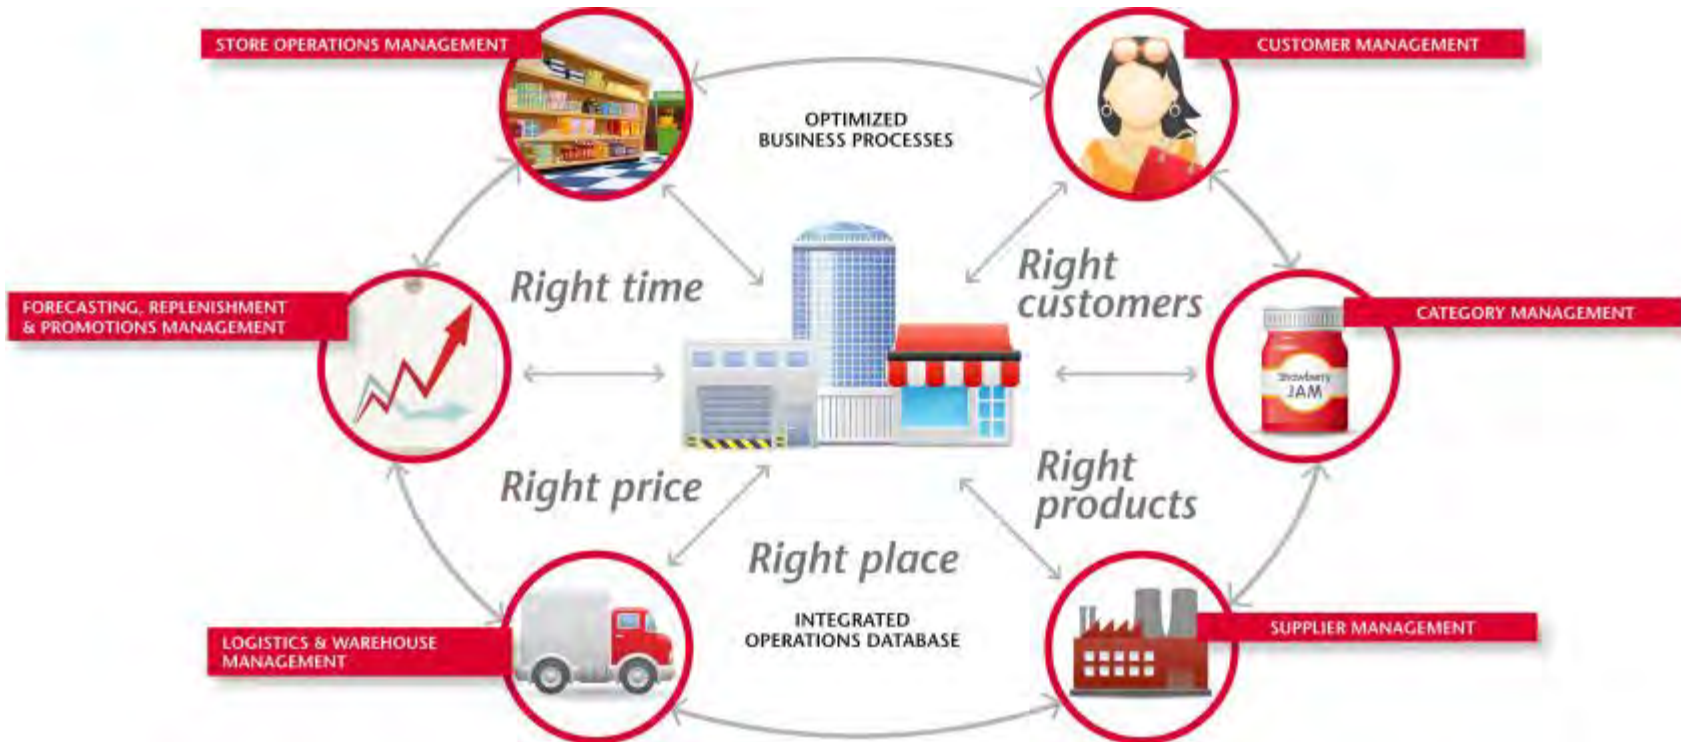 STORE OPERATIONS MANAGEMENT
CUSTOMER MANAGEMENT
OPTIMIZED
BUSINESS PROCESSES
Right time
Right
customers
FORECASTING, REPLENISHMENT
& PROMOTIONS MANAGEMENT
CATEGORY MANAGEMENT
Strawberry
JAM
Right price
Right
products
Right place
INTEGRATED
OPERATIONS DATABASE
LOGISTICS & WAREHOUSE
MANAGEMENT
SUPPLIER MANAGEMENT